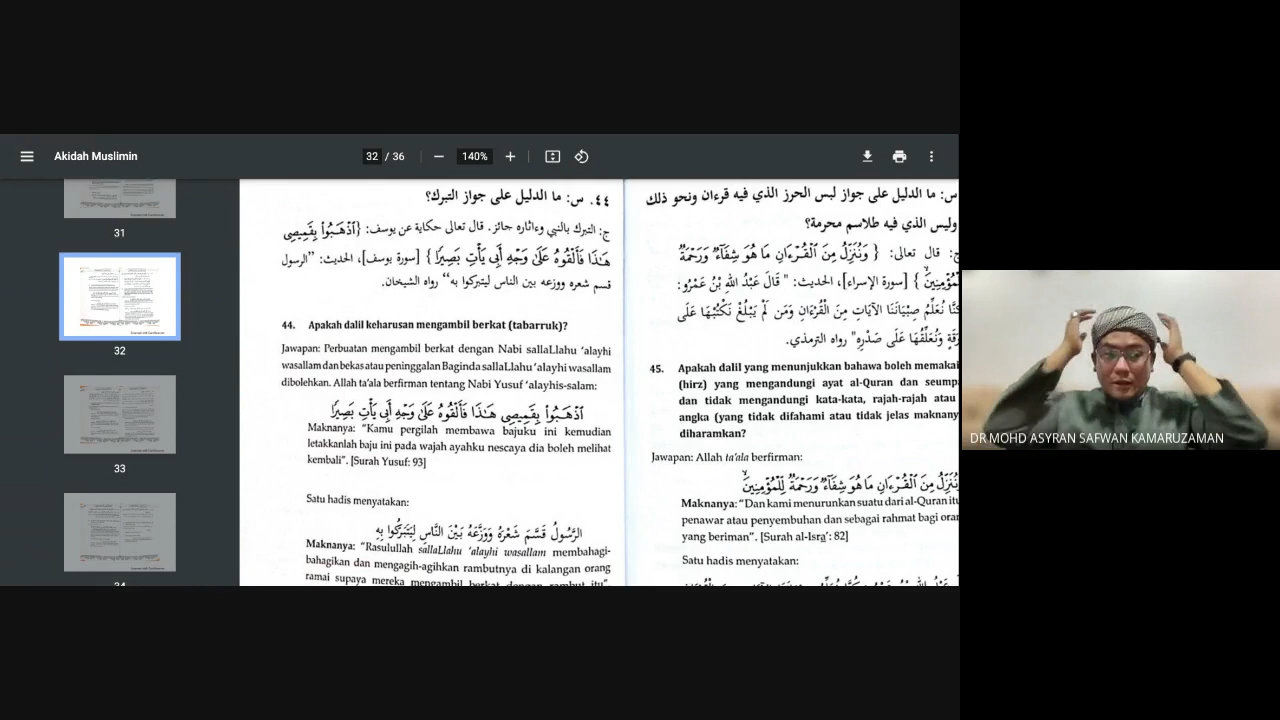 Akidah Muslimin
32 / 36
140%
31
32
33
٤٤. س: ما الدليل على جواز التبرك؟
ج: التبرك بالنبي وءاثاره جائز. قال تعالى حكاية عن يوسف: {ٱذْهَبُوا۟ بِقَمِيصِى
هَـٰذَا فَأَلْقُوهُ عَلَىٰ وَجْهِ أَبِى يَأْتِ بَصِيرًا} [سورة يوسف]، الحديث: "الرسول
قسم شعره ووزعه بين الناس ليتبركوا به" رواه الشيخان.
44. Apakah dalil keharusan mengambil berkat (tabarruk)?
Jawapan: Perbuatan mengambil berkat dengan Nabi sallaLlahu 'alayhi
wasallam dan bekas atau peninggalan Baginda sallaLlahu 'alayhi wasallam
dibolehkan. Allah ta'ala berfirman tentang Nabi Yusuf 'alayhis-salam:
ٱذْهَبُوا۟ بِقَمِيصِى هَـٰذَا فَأَلْقُوهُ عَلَىٰ وَجْهِ أَبِى يَأْتِ بَصِيرًا
Maknanya: "Kamu pergilah membawa bajuku ini kemudian
letakkanlah baju ini pada wajah ayahku nescaya dia boleh melihat
kembali". [Surah Yusuf: 93]
Satu hadis menyatakan:
الرَّسُولُ قَسَّمَ شَعْرَهُ وَوَزَّعَهُ بَيْنَ النَّاسِ لِيَتَبَرَّكُوا بِهِ
Maknanya: "Rasulullah sallaLlahu 'alayhi wasallam membahagi-
bahagikan dan mengagih-agihkan rambutnya di kalangan orang
ramai supaya mereka mengambil berkat dengan rambut itu".
س: ما الدليل على جواز لبس الحرز الذي فيه قرءان ونحو ذلك
وليس الذي فيه طلاسم محرمة؟
ج: قال تعالى: { وَنُنَزِّلُ مِنَ ٱلْقُرْءَانِ مَا هُوَ شِفَآءٌ وَرَحْمَةٌ
} [سورة الإسراء]، الحديث: "قَالَ عَبْدُ اللهِ بْنُ عَمْرٍو:
كُنَّا نُعَلِّمُ صِبْيَانَنَا الآيَاتِ مِنَ الْقُرْءَانِ وَمَن لَمْ يَبْلُغْ نَكْتُبُهَا عَلَى
وَنُعَلِّقُهَا عَلَى صَدْرِهِ" رواه الترمذي.
45. Apakah dalil yang menunjukkan bahawa boleh memakai
(hirz) yang mengandungi ayat al-Quran dan seump
dan tidak mengandungi kata-kata, rajah-rajah atau
angka (yang tidak difahami atau tidak jelas maknany
diharamkan?
Jawapan: Allah ta'ala berfirman:
وَنُنَزِّلُ مِنَ ٱلْقُرْءَانِ مَا هُوَ شِفَآءٌ وَرَحْمَةٌ لِّلْمُؤْمِنِينَ
Maknanya: "Dan kami menurunkan suatu dari al-Quran itu
penawar atau penyembuhan dan sebagai rahmat bagi oran
yang beriman". [Surah al-Isra': 82]
Satu hadis menyatakan:
DR MOHD ASYRAN SAFWAN KAMARUZAMAN